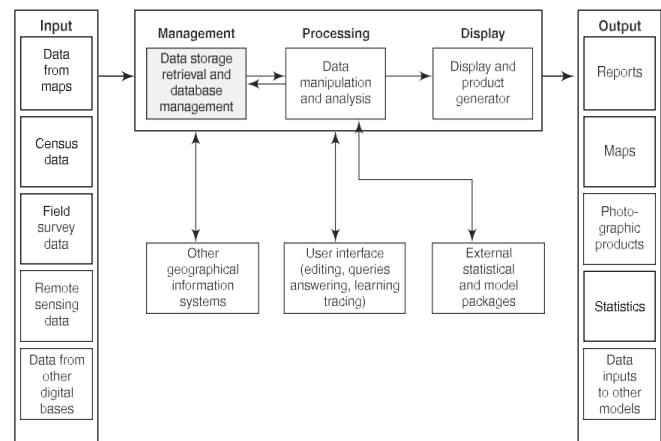 Input
Data
from
maps
Census
data
Field
survey
data
Remote
sensing
data
Data from
other
digital
bases
Management
Data storage
retrieval and
database
management
Processing
Data
manipulation
and analysis
Display
Display and
product
generator
Other
geographical
information
systems
User interface
(editing, queries
answering, learning
tracing)
External
statistical
and model
packages
Output
Reports
Maps
Photo-
graphic
products
Statistics
Data
inputs
to other
models